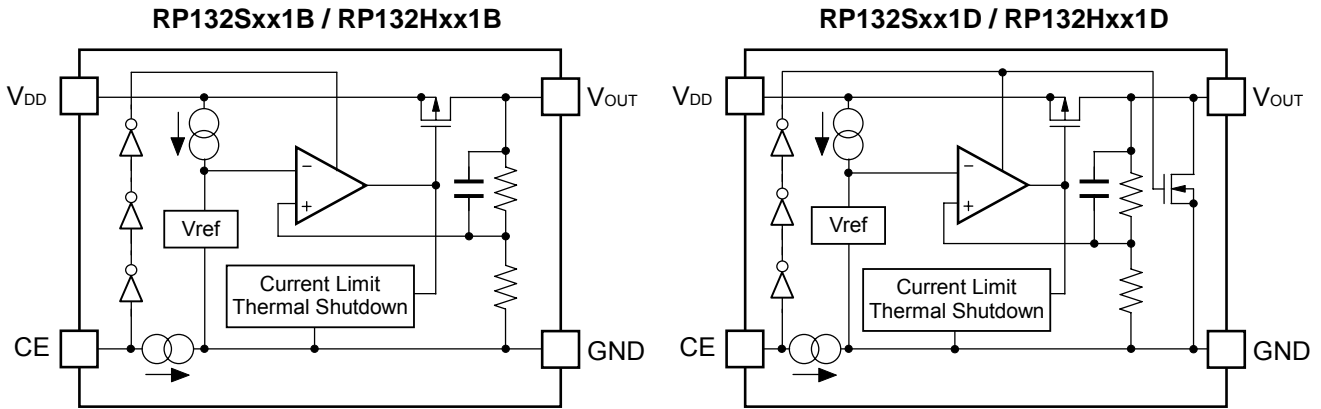 RP132Sxx1B / RP132Hxx1B
VDD
VOUT
−
+
Vref
Current Limit
Thermal Shutdown
CE
GND
RP132Sxx1D / RP132Hxx1D
VDD
VOUT
−
+
Vref
Current Limit
Thermal Shutdown
CE
GND